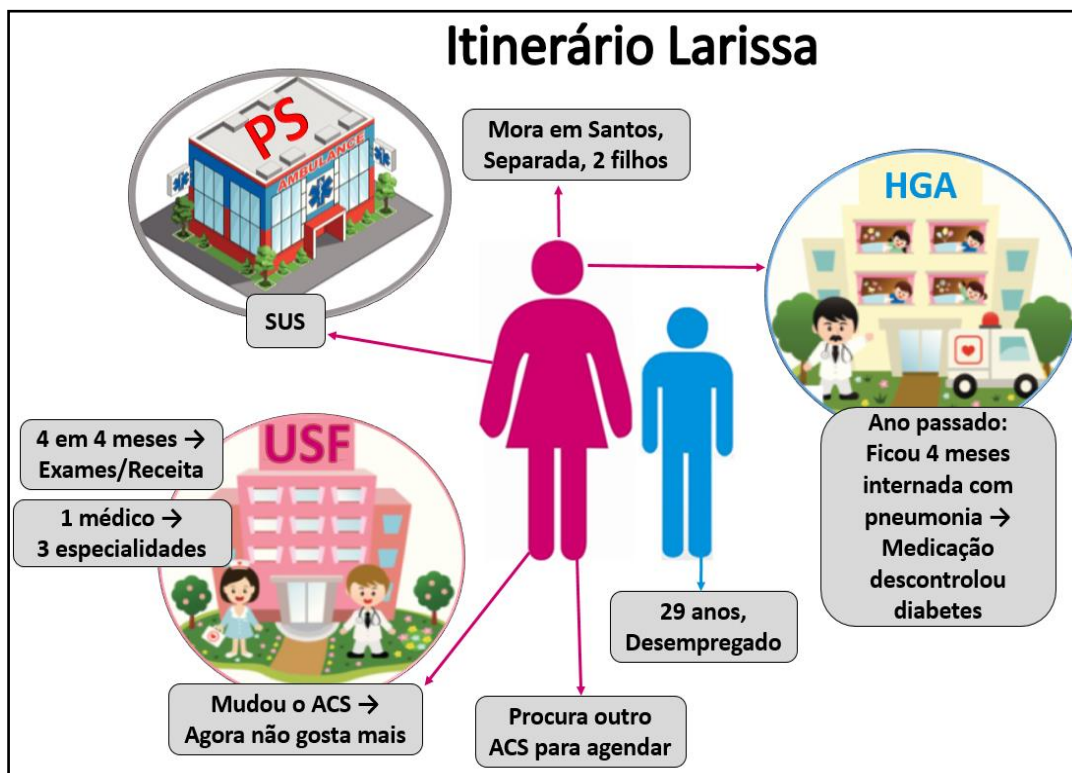 Itinerário Larissa
PS
AMBULANCE
SUS
Mora em Santos,
Separada, 2 filhos
HGA
Ano passado:
Ficou 4 meses
internada com
pneumonia →
Medicação
descontrolou
diabetes
4 em 4 meses →
Exames/Receita
1 médico →
3 especialidades
USF
Mudou o ACS →
Agora não gosta mais
Procura outro
ACS para agendar
29 anos,
Desempregado